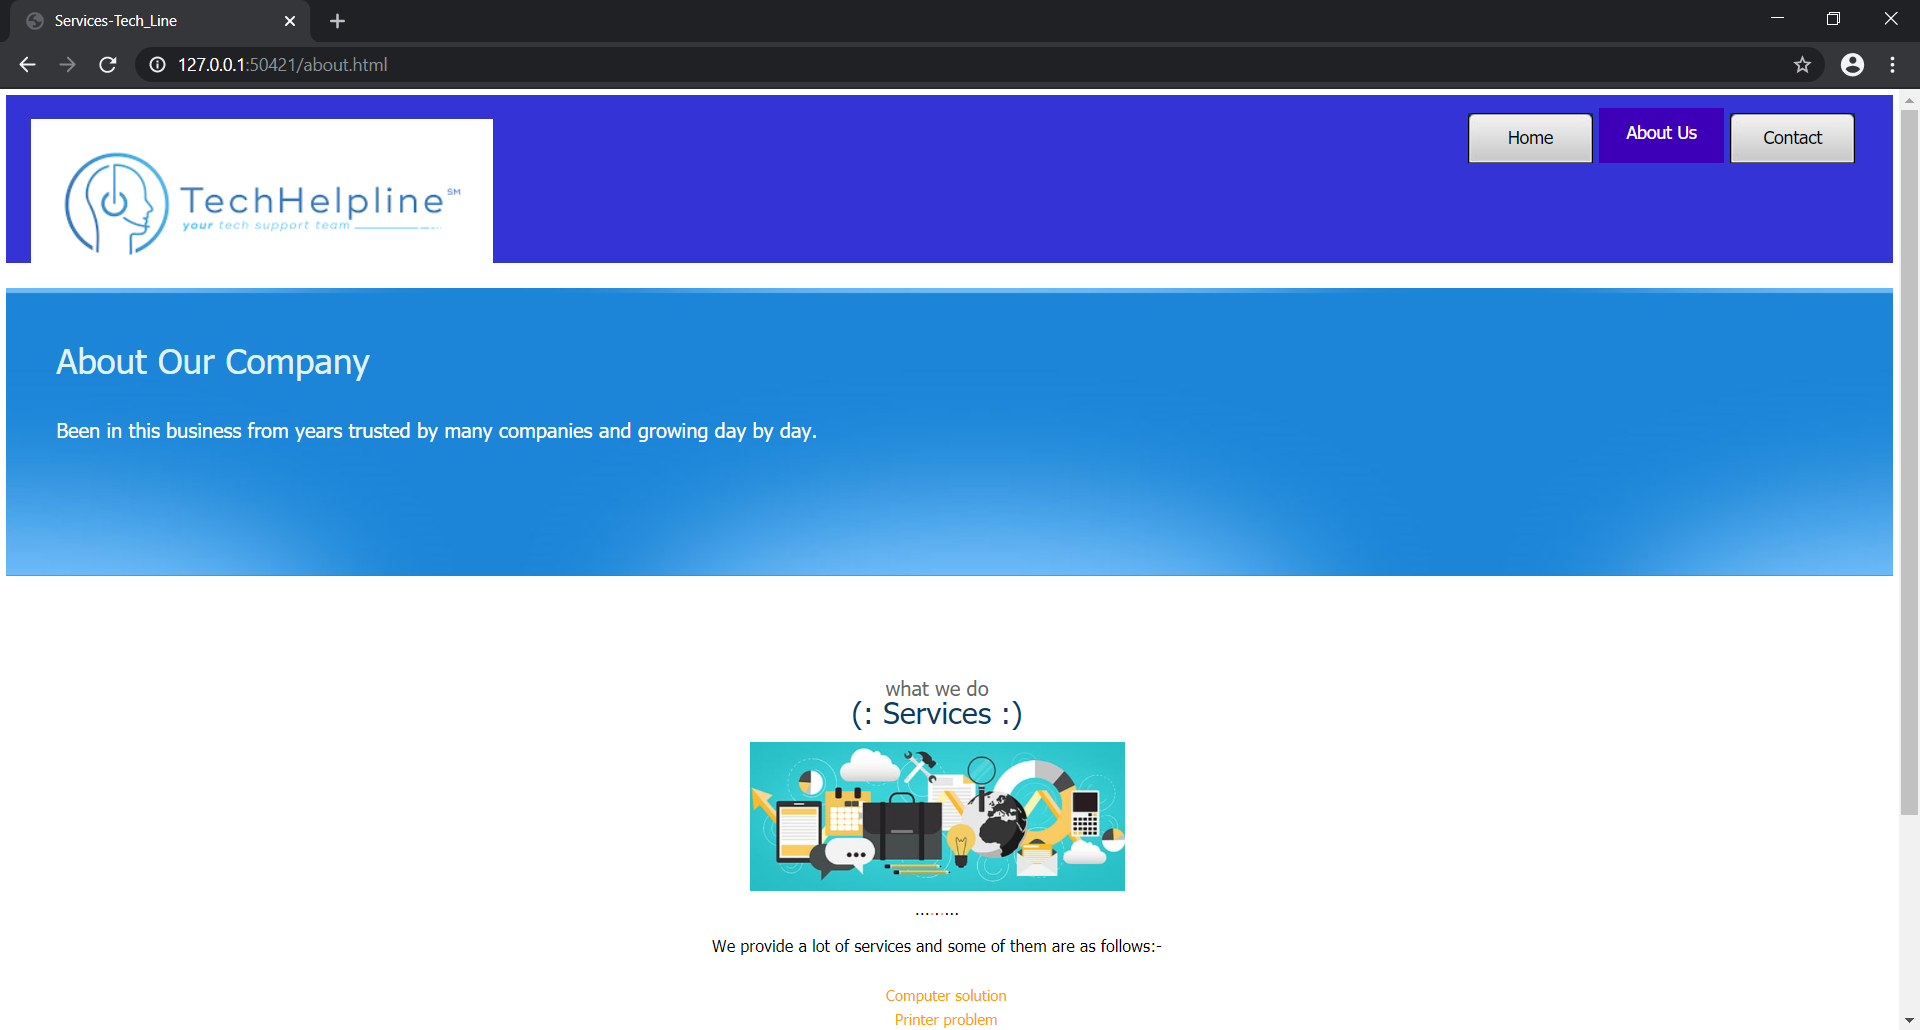 Services-Tech_Line
127.0.0.1:50421/about.html
Home
About Us
Contact
TechHelpline SM
your tech support team
About Our Company
Been in this business from years trusted by many companies and growing day by day.
what we do
(: Services :)
.........
We provide a lot of services and some of them are as follows:-
Computer solution
Printer problem